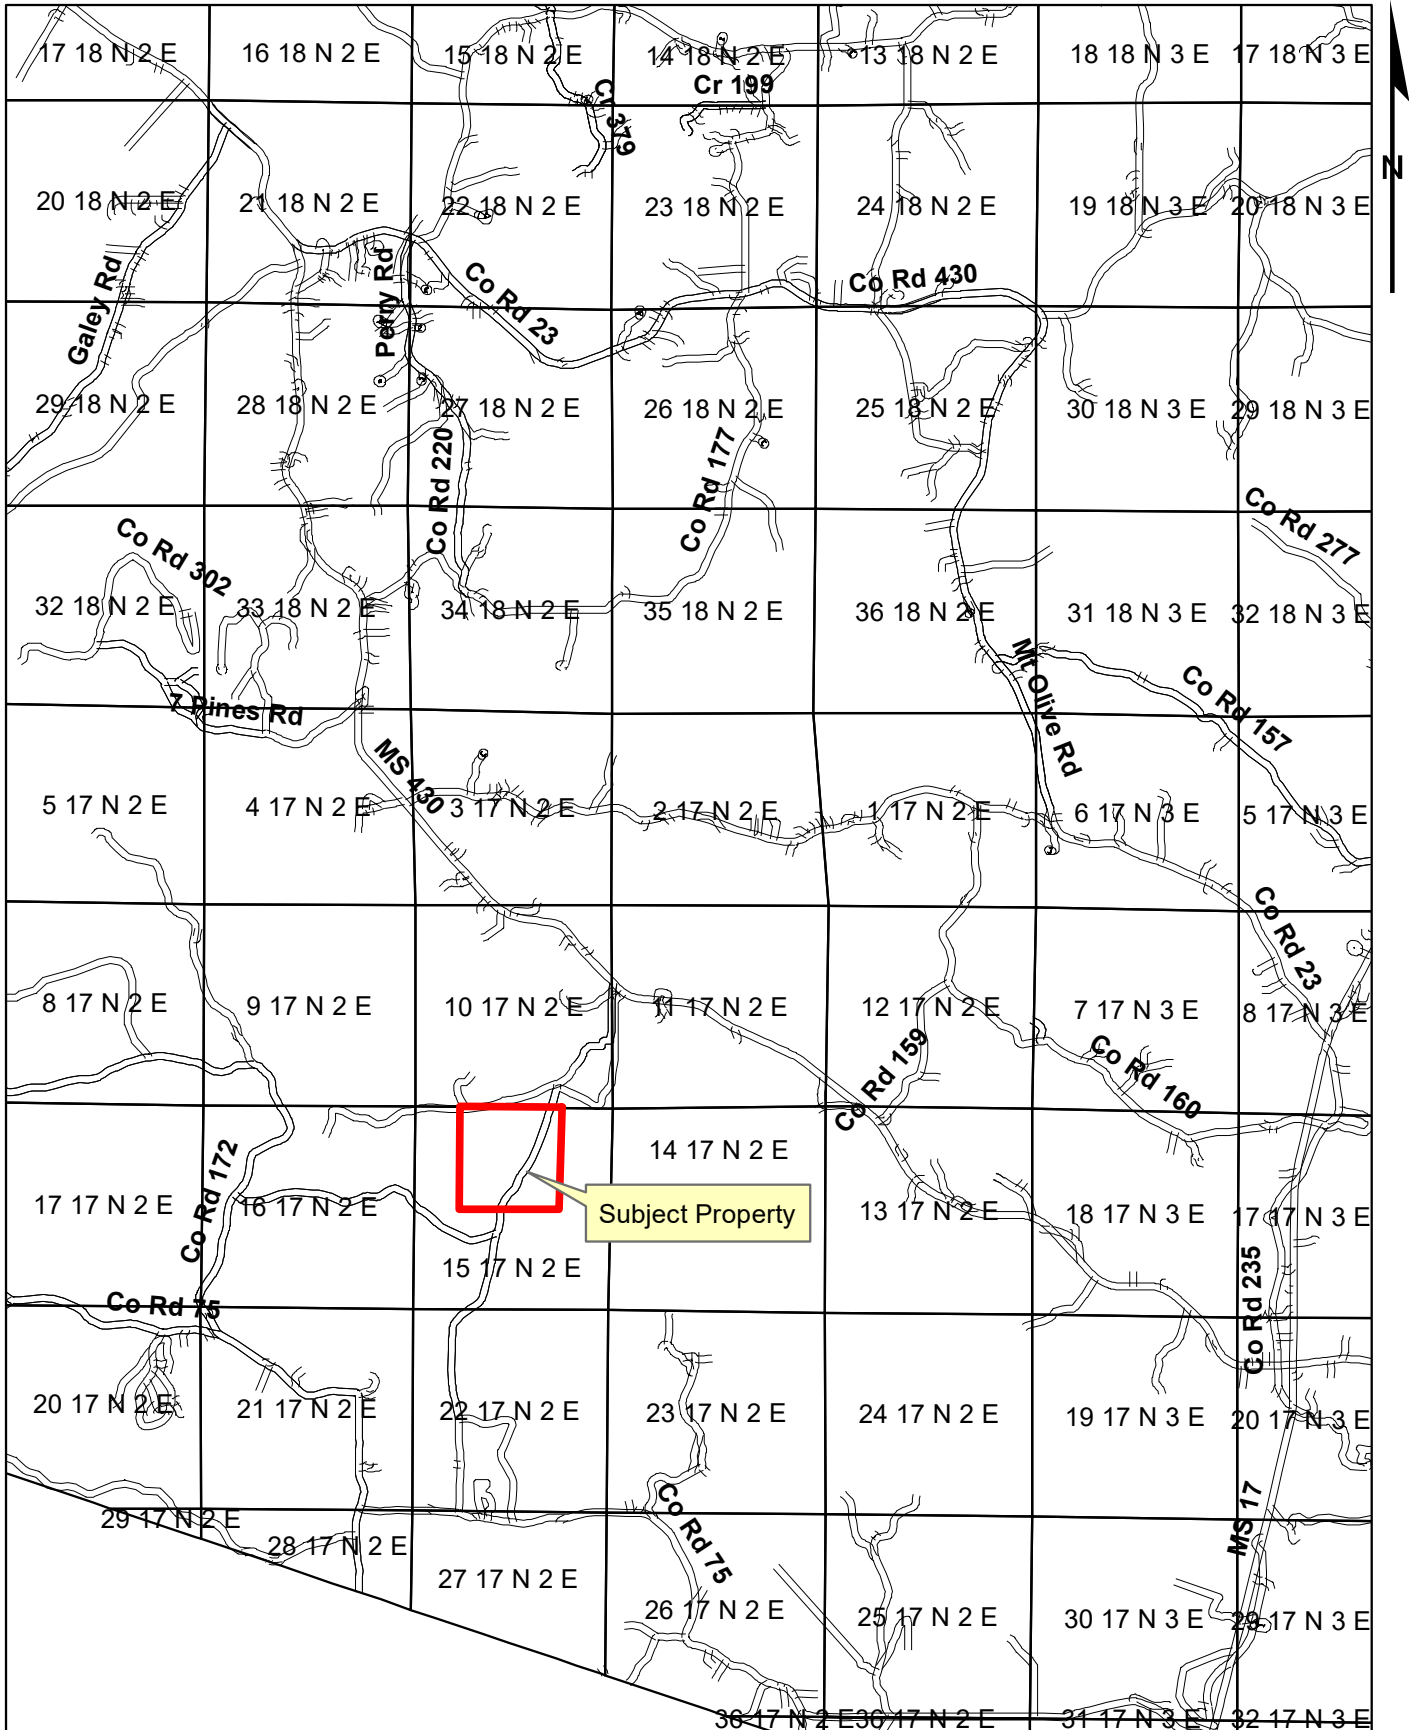 17 18 N 2 E
16 18 N 2 E
15 18 N 2 E
14 18 N 2 E
13 18 N 2 E
18 18 N 3 E
17 18 N 3 E
Cr 199
Cr 379
N
20 18 N 2 E
21 18 N 2 E
22 18 N 2 E
23 18 N 2 E
24 18 N 2 E
19 18 N 3 E
20 18 N 3 E
Galey Rd
Perry Rd
Co Rd 23
Co Rd 430
29 18 N 2 E
28 18 N 2 E
27 18 N 2 E
26 18 N 2 E
25 18 N 2 E
30 18 N 3 E
29 18 N 3 E
Co Rd 220
Co Rd 177
Co Rd 277
Co Rd 302
32 18 N 2 E
33 18 N 2 E
34 18 N 2 E
35 18 N 2 E
36 18 N 2 E
31 18 N 3 E
32 18 N 3 E
Mt Olive Rd
Co Rd 157
7 Pines Rd
MS 430
5 17 N 2 E
4 17 N 2 E
3 17 N 2 E
2 17 N 2 E
1 17 N 2 E
6 17 N 3 E
5 17 N 3 E
Co Rd 23
8 17 N 2 E
9 17 N 2 E
10 17 N 2 E
11 17 N 2 E
12 17 N 2 E
7 17 N 3 E
8 17 N 3 E
Co Rd 159
Co Rd 160
Co Rd 172
14 17 N 2 E
17 17 N 2 E
16 17 N 2 E
Subject Property
13 17 N 2 E
18 17 N 3 E
17 17 N 3 E
15 17 N 2 E
Co Rd 75
Co Rd 235
20 17 N 2 E
21 17 N 2 E
22 17 N 2 E
23 17 N 2 E
24 17 N 2 E
19 17 N 3 E
20 17 N 3 E
Co Rd 75
MS 17
29 17 N 2 E
28 17 N 2 E
27 17 N 2 E
26 17 N 2 E
25 17 N 2 E
30 17 N 3 E
29 17 N 3 E
36 17 N 2 E
36 17 N 2 E
31 17 N 3 E
32 17 N 3 E